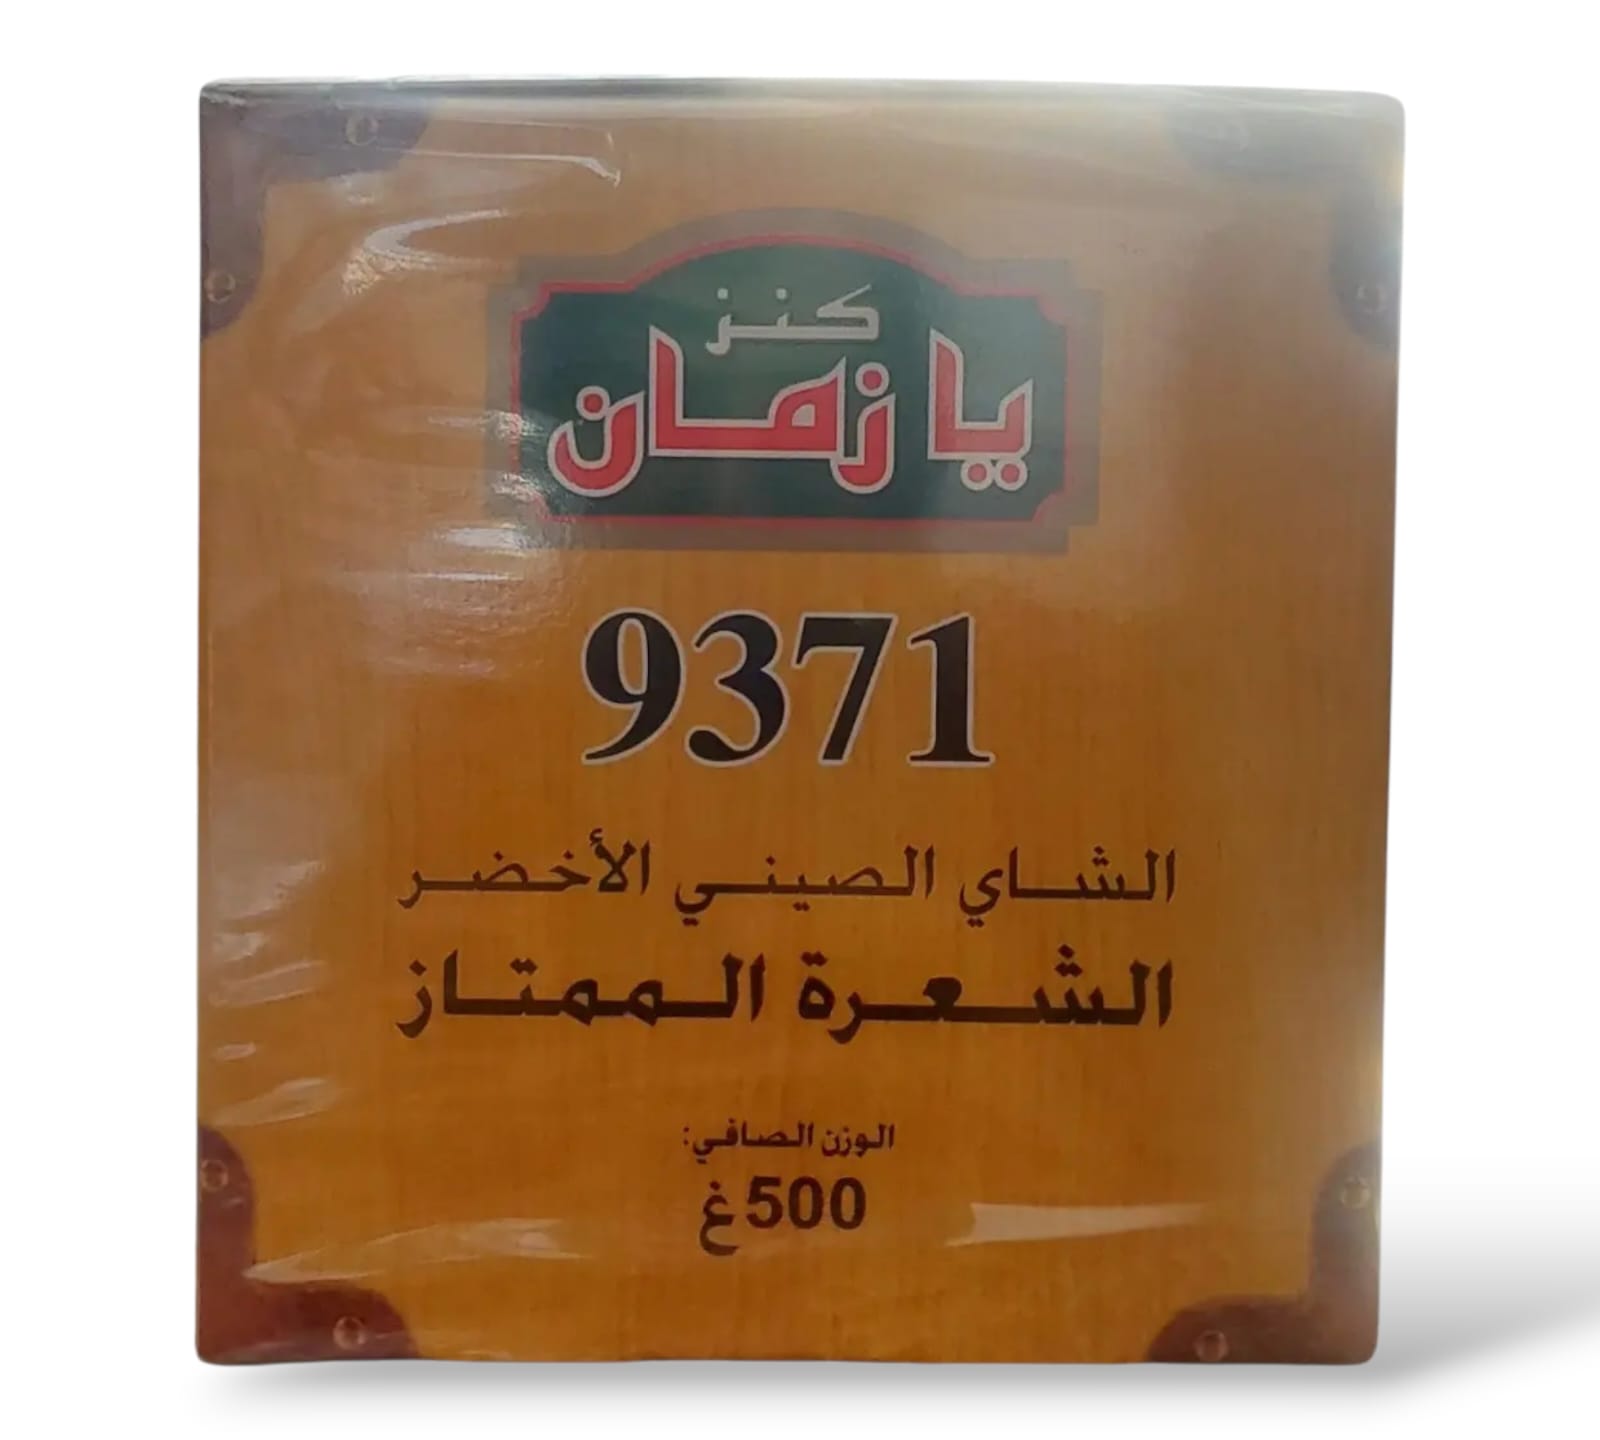 كنز
يا زمان
9371
الشاي الصيني الأخضر
الشعرة الممتاز
الوزن الصافي:
500غ